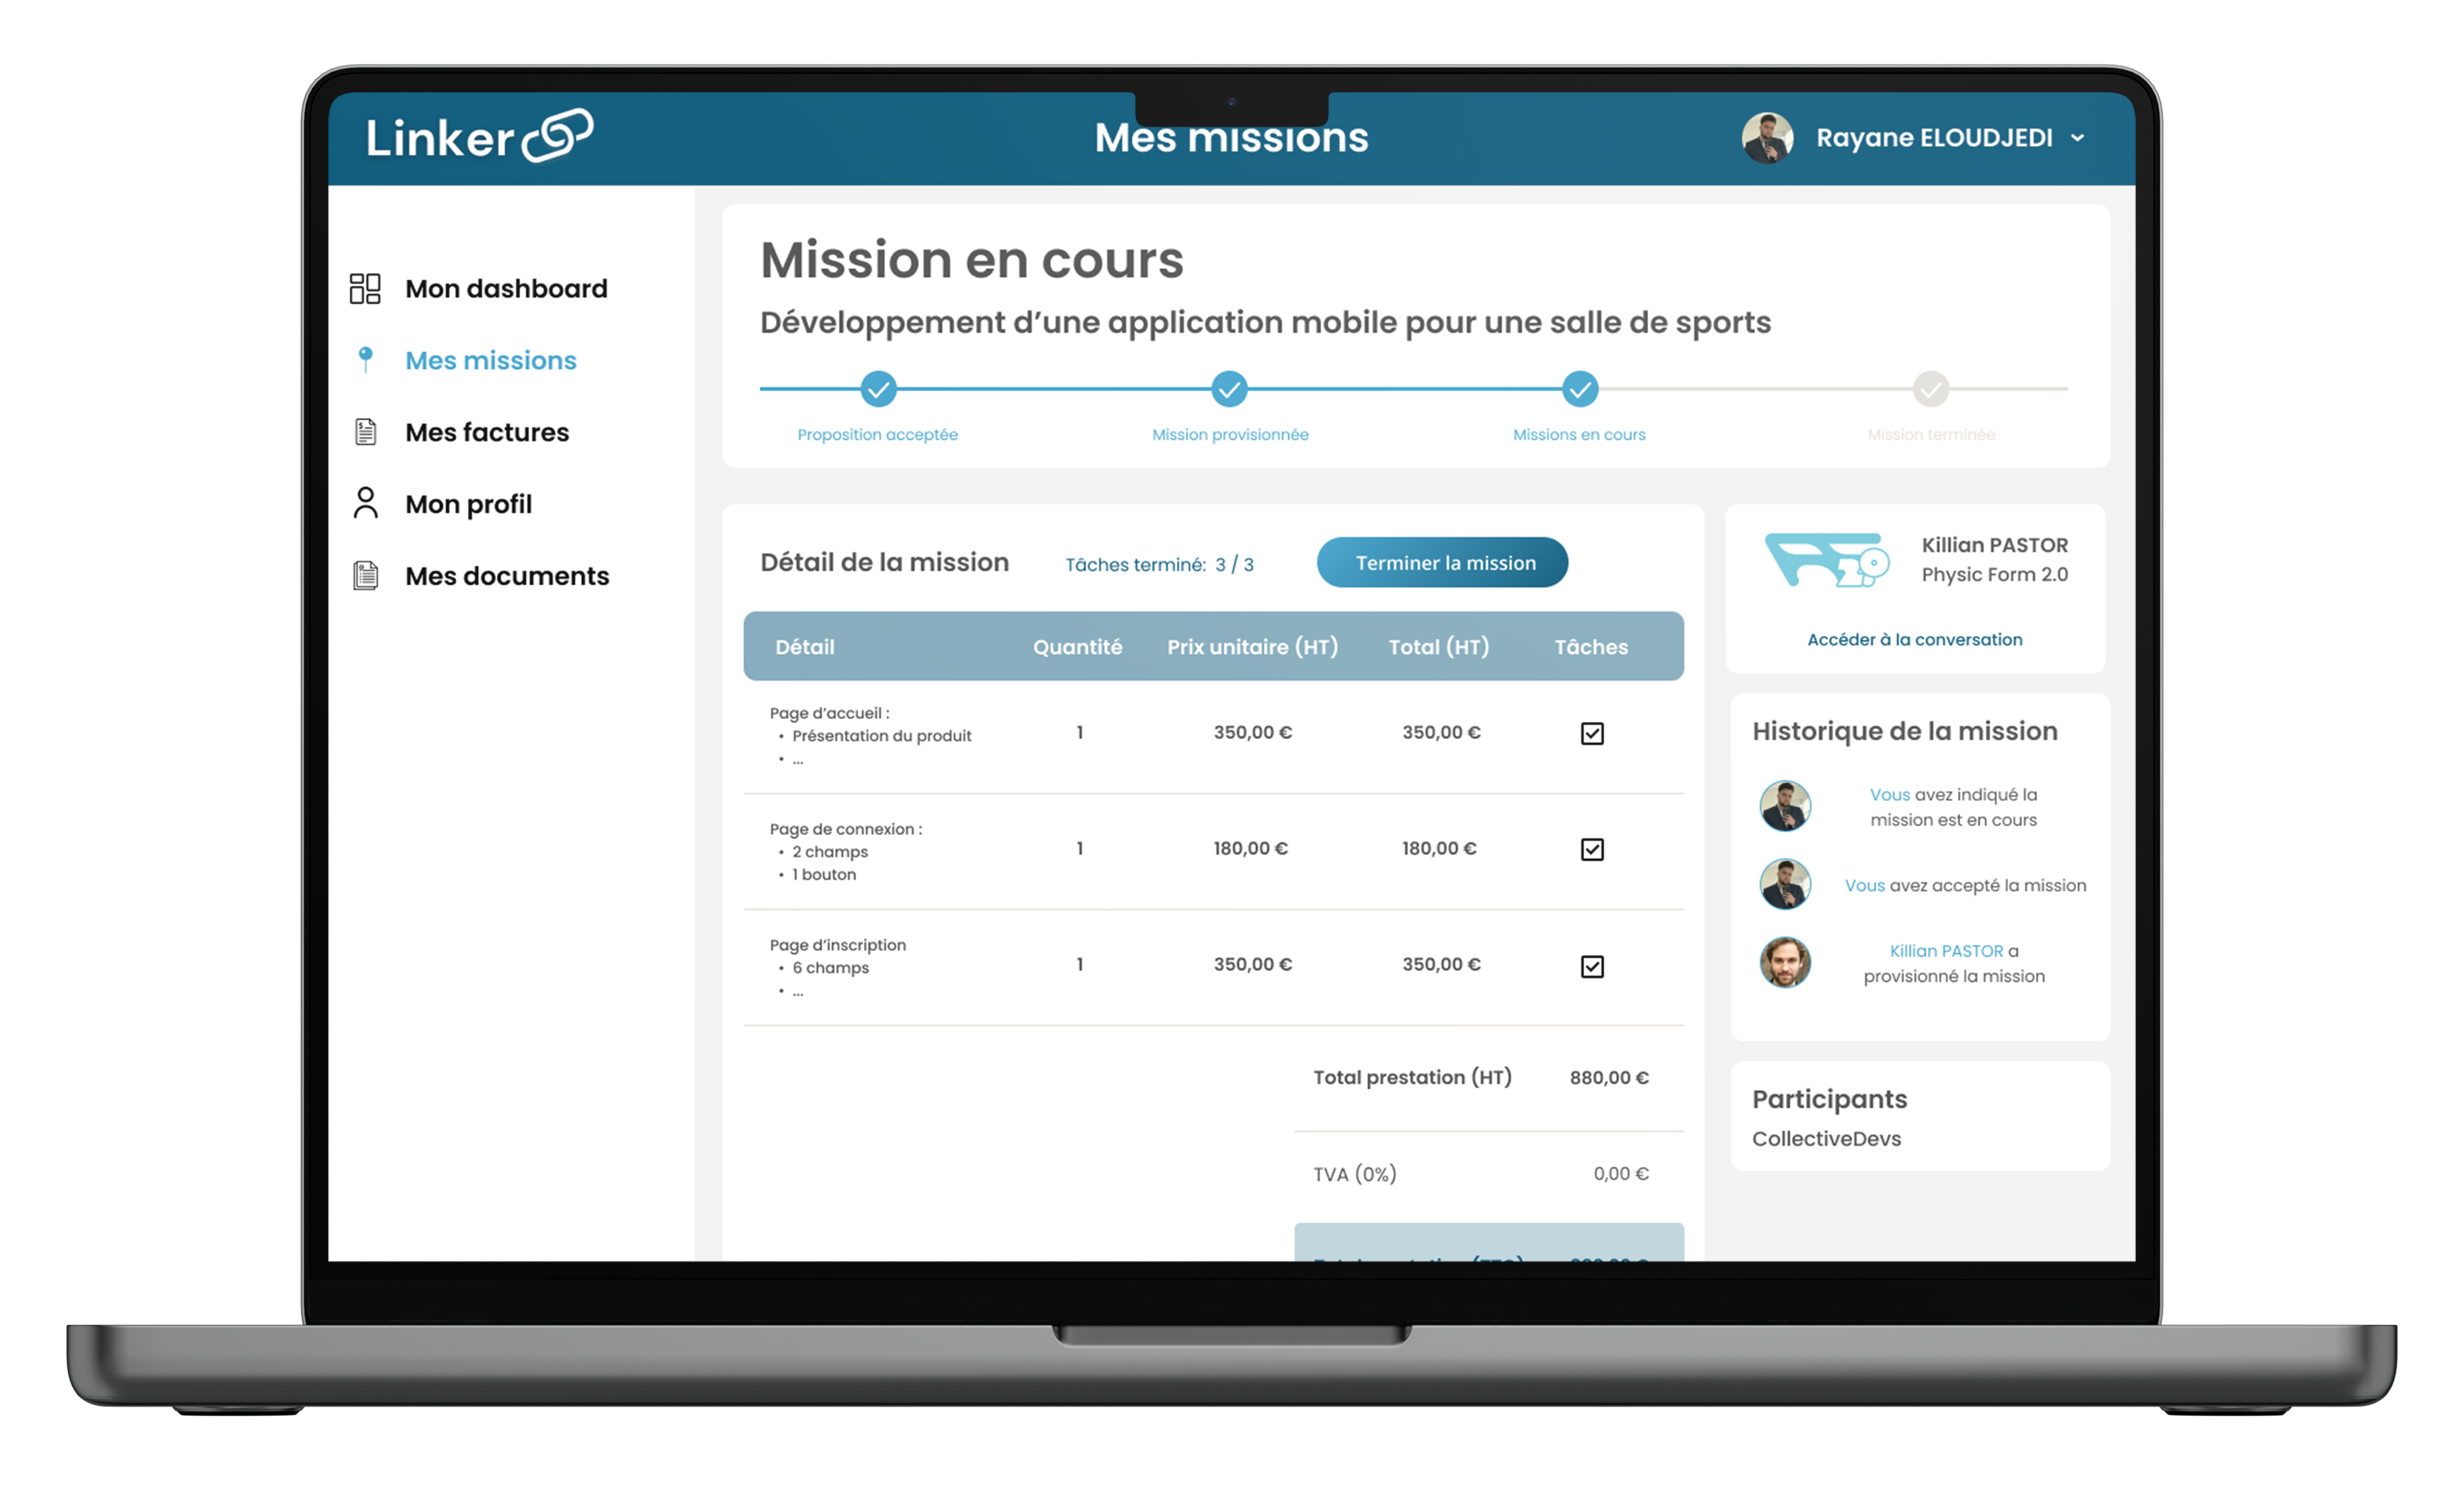 Linker
Mes missions
Rayane ELOUDJEDI
Mon dashboard
Mes missions
Mes factures
Mon profil
Mes documents
Mission en cours
Développement d’une application mobile pour une salle de sports
Proposition acceptée
Mission provisionnée
Missions en cours
Mission terminée
Détail de la mission
Tâches terminé: 3 / 3
Terminer la mission
Détail Quantité Prix unitaire (HT) Total (HT) Tâches
Page d’accueil :
• Présentation du produit
• ...
1 350,00 € 350,00 €
Page de connexion :
• 2 champs
• 1 bouton
1 180,00 € 180,00 €
Page d’inscription
• 6 champs
• ...
1 350,00 € 350,00 €
Total prestation (HT) 880,00 €
TVA (0%) 0,00 €
Killian PASTOR
Physic Form 2.0
Accéder à la conversation
Historique de la mission
Vous avez indiqué la
mission est en cours
Vous avez accepté la mission
Killian PASTOR a
provisionné la mission
Participants
CollectiveDevs